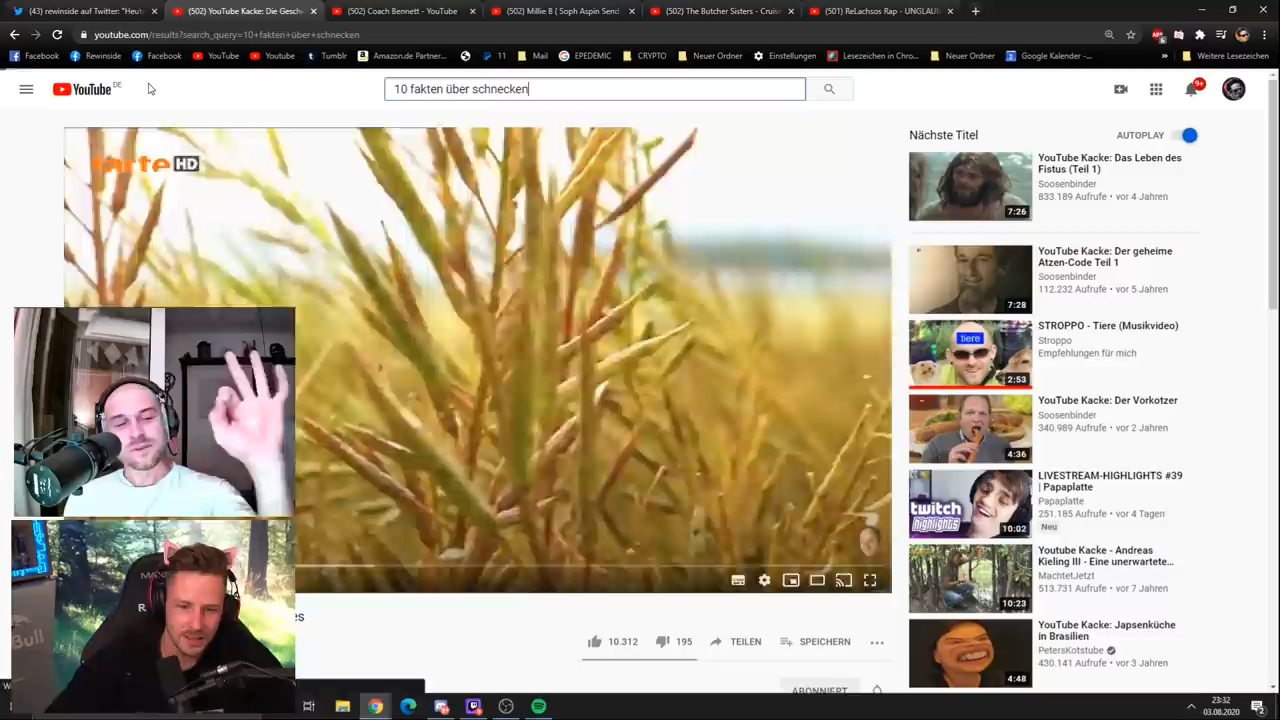 (43) rewinside auf Twitter: "Heut
(502) YouTube Kacke: Die Gesch
(502) Coach Bennett - YouTube
(502) Millie B ( Soph Aspin Send
(502) The Butcher Sisters - Cruise
(501) ReLachsos Rap - UNGLAU
youtube.com/results?search_query=10+fakten+über+schnecken
Facebook
Rewinside
Facebook
YouTube
Youtube
Tumblr
Amazon.de Partner...
11
Mail
EPEDEMIC
CRYPTO
Neuer Ordner
Einstellungen
Lesezeichen in Chro...
Neuer Ordner
Google Kalender -...
»
Weitere Lesezeichen
YouTube DE
10 fakten über schnecken
9+
arte HD
Nächste Titel
AUTOPLAY
YouTube Kacke: Das Leben des
Fistus (Teil 1)
Soosenbinder
833.189 Aufrufe • vor 4 Jahren
7:26
YouTube Kacke: Der geheime
Atzen-Code Teil 1
Soosenbinder
112.232 Aufrufe • vor 5 Jahren
7:28
STROPPO - Tiere (Musikvideo)
Stroppo
Empfehlungen für mich
tiere
2:53
YouTube Kacke: Der Vorkotzer
Soosenbinder
340.989 Aufrufe • vor 2 Jahren
4:36
LIVESTREAM-HIGHLIGHTS #39
| Papaplatte
Papaplatte
251.185 Aufrufe • vor 4 Tagen
Neu
twitch
highlights
10:02
Youtube Kacke - Andreas
Kieling III - Eine unerwartete...
MachtetJetzt
513.731 Aufrufe • vor 7 Jahren
10:23
YouTube Kacke: Japsenküche
in Brasilien
PetersKotstube
430.141 Aufrufe • vor 3 Jahren
4:48
es
10.312
195
TEILEN
SPEICHERN
ABONNIERT
Bull
23:32
03.08.2020
2